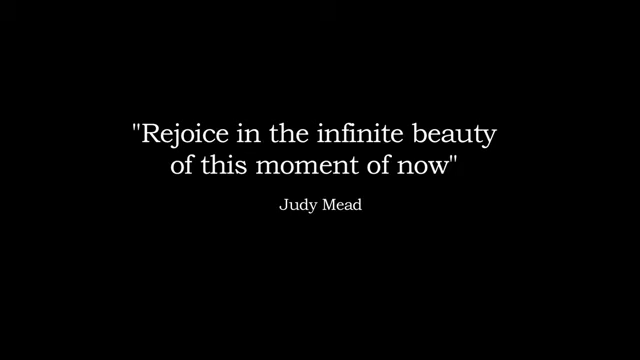 "Rejoice in the infinite beauty
of this moment of now"
Judy Mead